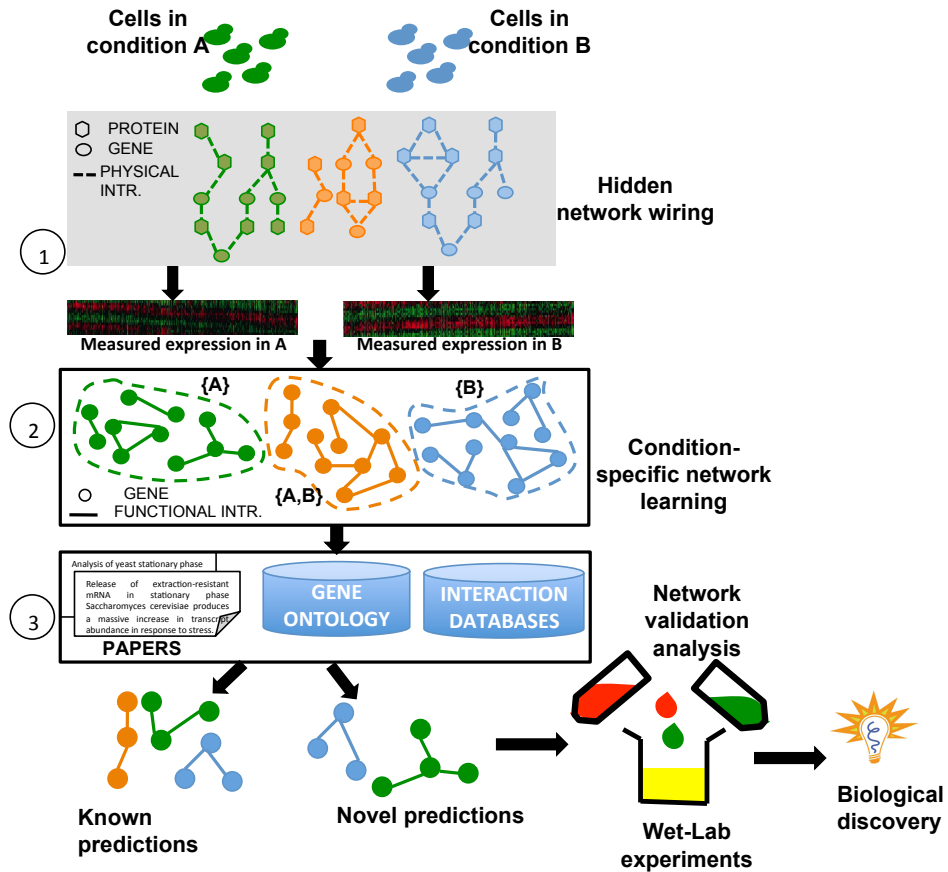 Cells in
condition A
Cells in
condition B
PROTEIN
GENE
PHYSICAL
INTR.
Hidden
network wiring
1
Measured expression in A
Measured expression in B
{A}
{B}
2
{A,B}
GENE
FUNCTIONAL INTR.
Condition-
specific network
learning
Analysis of yeast stationary phase
Release of extraction-resistant
mRNA in stationary phase
Saccharomyces cerevisiae produces
a massive increase in transcript
abundance in response to stress.
PAPERS
3
GENE
ONTOLOGY
INTERACTION
DATABASES
Network
validation
analysis
Known
predictions
Novel predictions
Wet-Lab
experiments
Biological
discovery